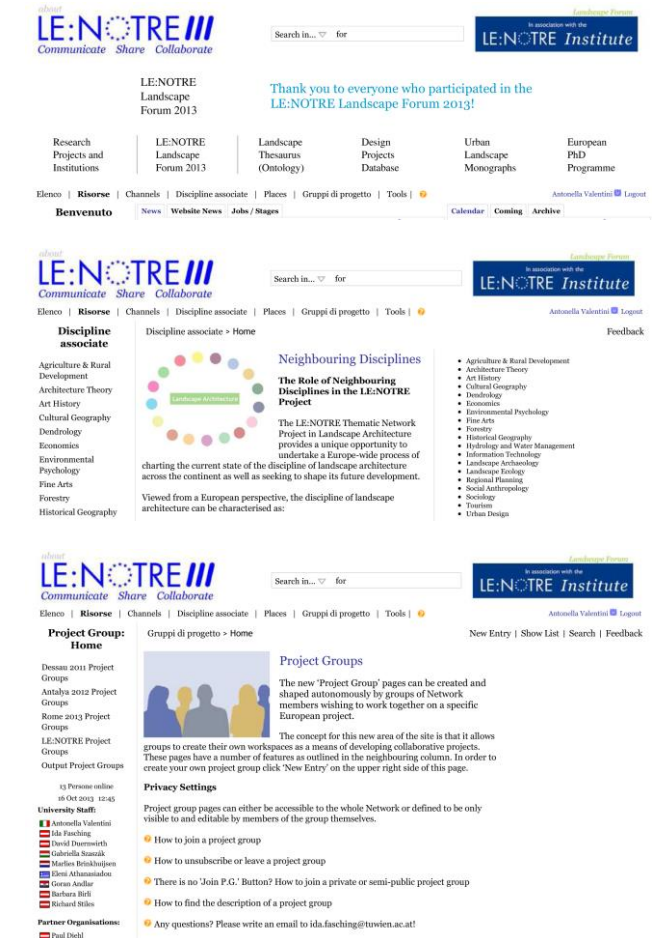 about
LE:NOTRE///
Communicate Share Collaborate
Search in... for
Landscape Forum
In association with the
LE:NOTRE Institute
LE:NOTRE
Landscape
Forum 2013
Thank you to everyone who participated in the
LE:NOTRE Landscape Forum 2013!
Research
Projects and
Institutions
LE:NOTRE
Landscape
Forum 2013
Landscape
Thesaurus
(Ontology)
Design
Projects
Database
Urban
Landscape
Monographs
European
PhD
Programme
Elenco | Risorse | Channels | Discipline associate | Places | Gruppi di progetto | Tools |
Antonella Valentini Logout
Benvenuto
News Website News Jobs / Stages
Calendar Coming Archive
about
LE:NOTRE///
Communicate Share Collaborate
Search in... for
Landscape Forum
In association with the
LE:NOTRE Institute
Elenco | Risorse | Channels | Discipline associate | Places | Gruppi di progetto | Tools |
Antonella Valentini Logout
Discipline
associate
Agriculture & Rural
Development
Architecture Theory
Art History
Cultural Geography
Dendrology
Economics
Environmental
Psychology
Fine Arts
Forestry
Historical Geography
Discipline associate > Home
Feedback
Landscape Architecture
Neighbouring Disciplines
The Role of Neighbouring
Disciplines in the LE:NOTRE
Project
The LE:NOTRE Thematic Network
Project in Landscape Architecture
provides a unique opportunity to
undertake a Europe-wide process of
charting the current state of the discipline of landscape architecture
across the continent as well as seeking to shape its future development.
Viewed from a European perspective, the discipline of landscape
architecture can be characterised as:
Agriculture & Rural Development
Architecture Theory
Art History
Cultural Geography
Dendrology
Economics
Environmental Psychology
Fine Arts
Forestry
Historical Geography
Hydrology and Water Management
Information Technology
Landscape Archaeology
Landscape Ecology
Regional Planning
Social Anthropology
Sociology
Tourism
Urban Design
about
LE:NOTRE///
Communicate Share Collaborate
Search in... for
Landscape Forum
In association with the
LE:NOTRE Institute
Elenco | Risorse | Channels | Discipline associate | Places | Gruppi di progetto | Tools |
Antonella Valentini Logout
Project Group:
Home
Dessau 2011 Project
Groups
Antalya 2012 Project
Groups
Rome 2013 Project
Groups
LE:NOTRE Project
Groups
Output Project Groups
13 Persone online
16 Oct 2013 12:45
University Staff:
Antonella Valentini
Ida Fasching
David Duernwirth
Gabriella Szaszák
Marlies Brinkhuijsen
Eleni Athanasiadou
Goran Andlar
Barbara Birli
Richard Stiles
Partner Organisations:
Paul Diehl
Gruppi di progetto > Home
New Entry | Show List | Search | Feedback
Project Groups
The new 'Project Group' pages can be created and
shaped autonomously by groups of Network
members wishing to work together on a specific
European project.
The concept for this new area of the site is that it allows
groups to create their own workspaces as a means of developing collaborative projects.
These pages have a number of features as outlined in the neighbouring column. In order to
create your own project group click 'New Entry' on the upper right side of this page.
Privacy Settings
Project group pages can either be accessible to the whole Network or defined to be only
visible to and editable by members of the group themselves.
How to join a project group
How to unsubscribe or leave a project group
There is no 'Join P.G.' Button? How to join a private or semi-public project group
How to find the description of a project group
Any questions? Please write an email to ida.fasching@tuwien.ac.at!